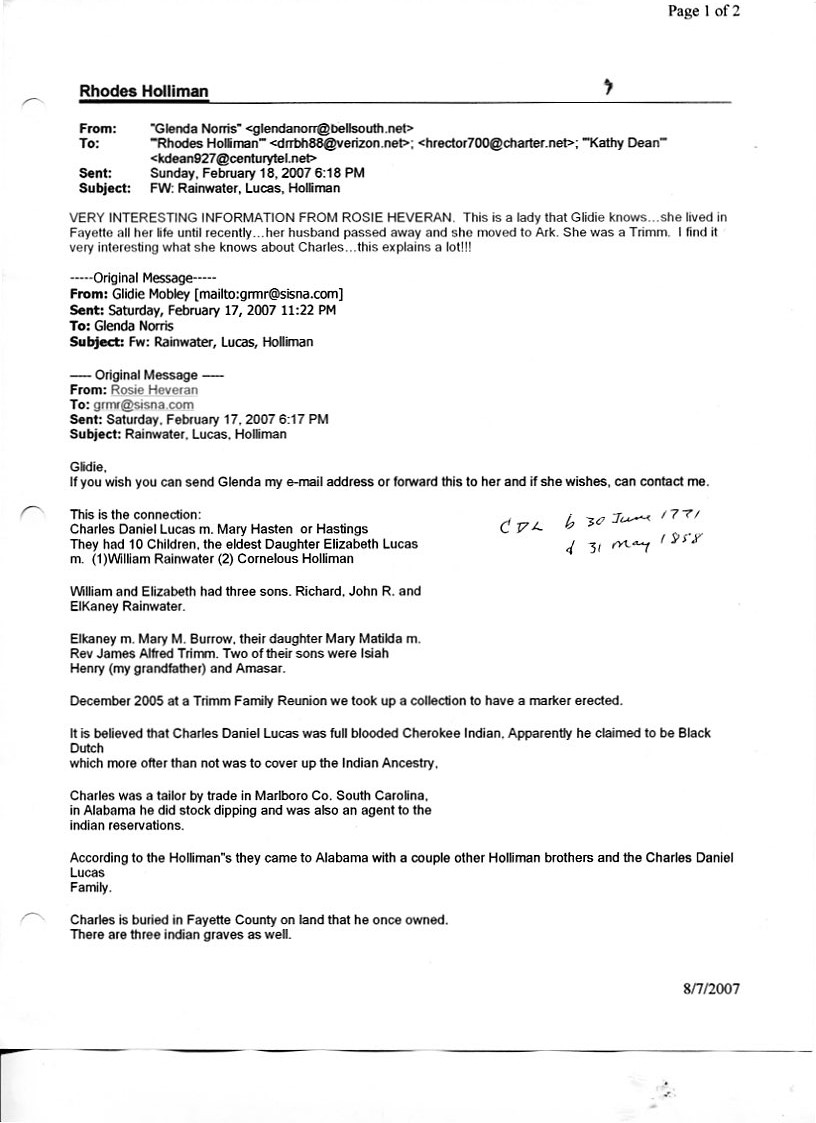 Page 1 of 2
Rhodes Holliman
From: "Glenda Norris" <glendanorr@bellsouth.net>
To: "'Rhodes Holliman'" <drrbh88@verizon.net>; <hrector700@charter.net>; "'Kathy Dean'"
<kdean927@centurytel.net>
Sent: Sunday, February 18, 2007 6:18 PM
Subject: FW: Rainwater, Lucas, Holliman
VERY INTERESTING INFORMATION FROM ROSIE HEVERAN. This is a lady that Glidie knows...she lived in
Fayette all her life until recently...her husband passed away and she moved to Ark. She was a Trimm. I find it
very interesting what she knows about Charles...this explains a lot!!!
-----Original Message-----
From: Glidie Mobley [mailto:grmr@sisna.com]
Sent: Saturday, February 17, 2007 11:22 PM
To: Glenda Norris
Subject: Fw: Rainwater, Lucas, Holliman
----- Original Message -----
From: Rosie Heveran
To: grmr@sisna.com
Sent: Saturday, February 17, 2007 6:17 PM
Subject: Rainwater, Lucas, Holliman
Glidie,
If you wish you can send Glenda my e-mail address or forward this to her and if she wishes, can contact me.
This is the connection:
Charles Daniel Lucas m. Mary Hasten or Hastings
They had 10 Children, the eldest Daughter Elizabeth Lucas
m. (1)William Rainwater (2) Cornelous Holliman
CDL b 30 June 1771
d 31 May 1858
William and Elizabeth had three sons. Richard, John R. and
ElKaney Rainwater.
Elkaney m. Mary M. Burrow, their daughter Mary Matilda m.
Rev James Alfred Trimm. Two of their sons were Isiah
Henry (my grandfather) and Amasar.
December 2005 at a Trimm Family Reunion we took up a collection to have a marker erected.
It is believed that Charles Daniel Lucas was full blooded Cherokee Indian, Apparently he claimed to be Black
Dutch
which more ofter than not was to cover up the Indian Ancestry,
Charles was a tailor by trade in Marlboro Co. South Carolina,
in Alabama he did stock dipping and was also an agent to the
indian reservations.
According to the Holliman"s they came to Alabama with a couple other Holliman brothers and the Charles Daniel
Lucas
Family.
Charles is buried in Fayette County on land that he once owned.
There are three indian graves as well.
8/7/2007